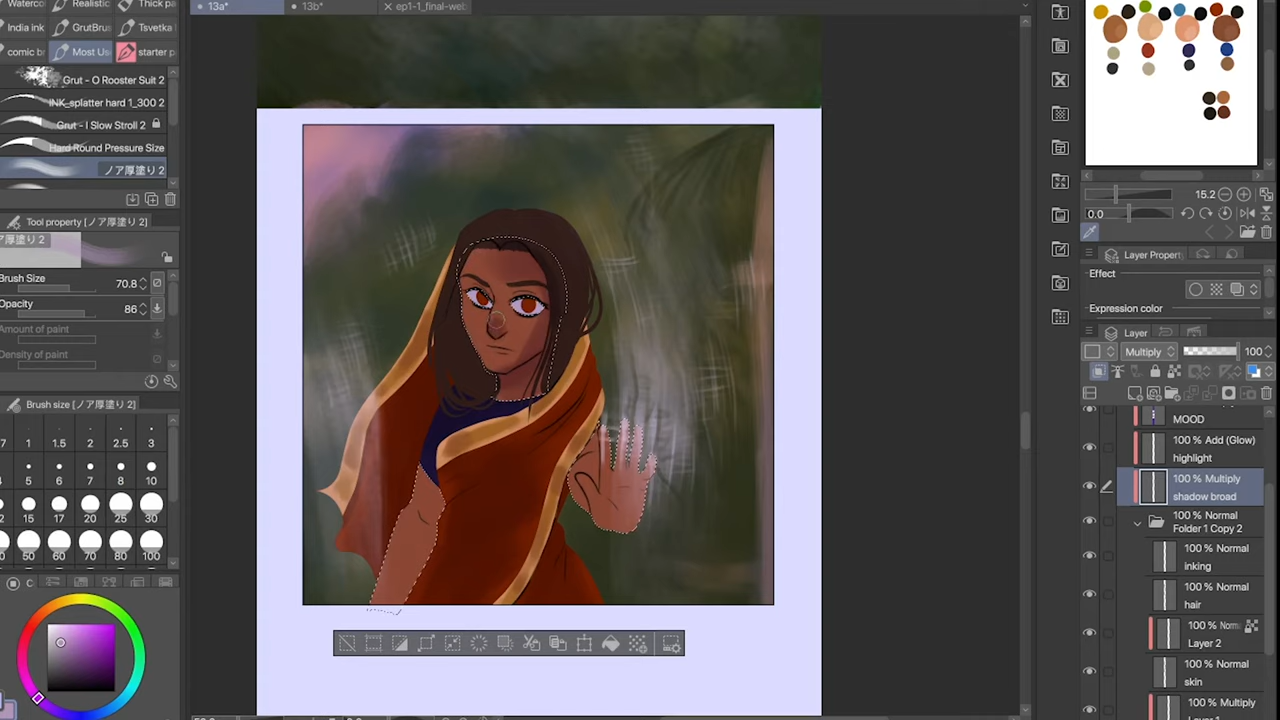 13a*
13b*
ep1-1_final-web
Realistic
Thick pa
India ink
GrutBrus
Tsvetka
comic br
Most Us
starter p
Grut - O Rooster Suit 2
INK_splatter hard 1_300 2
Grut - I Slow Stroll 2
Hard Round Pressure Size
ノア厚塗り 2
Tool property [ノア厚塗り 2]
ア厚塗り 2
Brush Size 70.8
Opacity 86
Amount of paint
Density of paint
Brush size [ノア厚塗り 2]
7 1 1.5 2 2.5 3
5 6 7 8 10
12 15 17 20 25 30
50 60 70 80 100
15.2
0.0
Layer Propert
Effect
Expression color
Layer
Multiply 100
MOOD
100 % Add (Glow)
highlight
100 % Multiply
shadow broad
100 % Normal
Folder 1 Copy 2
100 % Normal
inking
100 % Normal
hair
100 % Norm
Layer 2
100 % Normal
skin
100 % Multiply